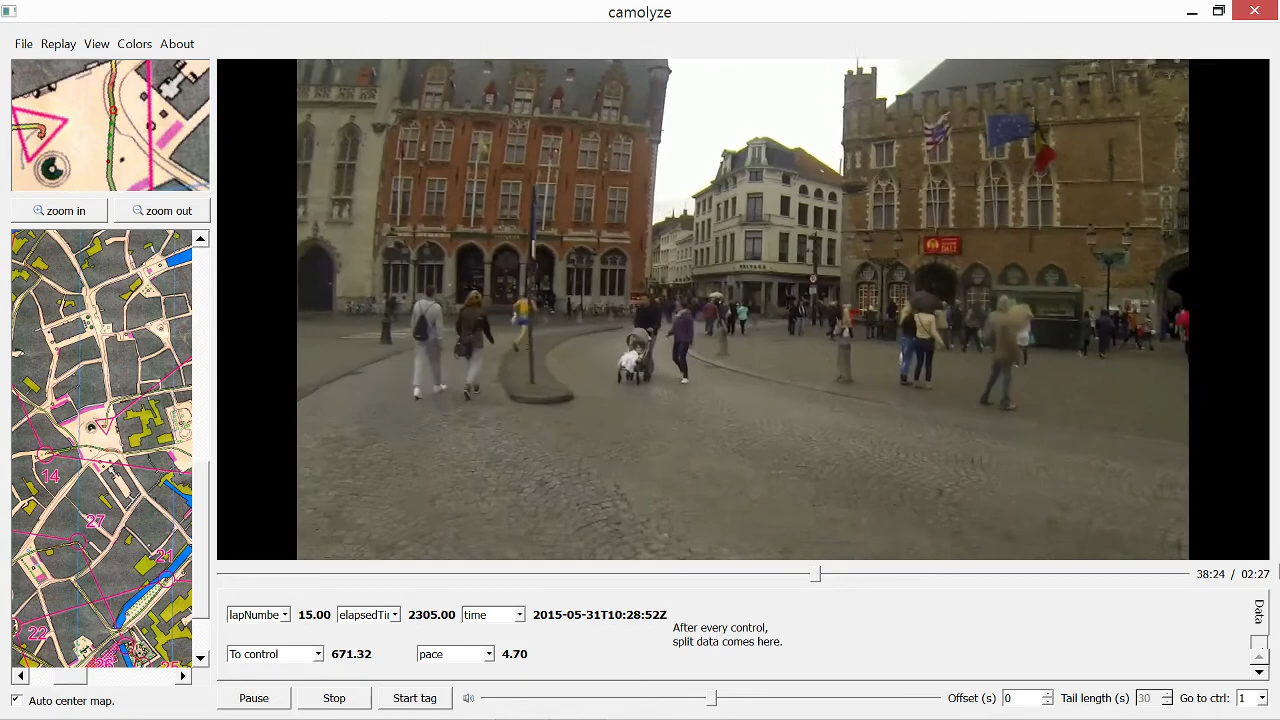 camolyze
File Replay View Colors About
zoom in zoom out
14
27
21
22
26
25
38:24 / 02:27
lapNumbe 15.00 elapsedTii 2305.00 time 2015-05-31T10:28:52Z
After every control,
split data comes here.
To control 671.32 pace 4.70
Data
Auto center map.
Pause Stop Start tag Offset (s) 0 Tail length (s) 30 Go to ctrl: 1